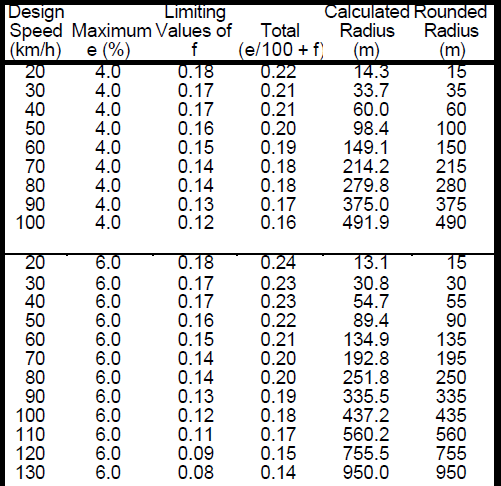 Design Limiting Calculated Rounded
Speed Maximum Values of Total Radius Radius
(km/h) e (%) f (e/100 + f) (m) (m)
20 4.0 0.18 0.22 14.3 15
30 4.0 0.17 0.21 33.7 35
40 4.0 0.17 0.21 60.0 60
50 4.0 0.16 0.20 98.4 100
60 4.0 0.15 0.19 149.1 150
70 4.0 0.14 0.18 214.2 215
80 4.0 0.14 0.18 279.8 280
90 4.0 0.13 0.17 375.0 375
100 4.0 0.12 0.16 491.9 490
20 6.0 0.18 0.24 13.1 15
30 6.0 0.17 0.23 30.8 30
40 6.0 0.17 0.23 54.7 55
50 6.0 0.16 0.22 89.4 90
60 6.0 0.15 0.21 134.9 135
70 6.0 0.14 0.20 192.8 195
80 6.0 0.14 0.20 251.8 250
90 6.0 0.13 0.19 335.5 335
100 6.0 0.12 0.18 437.2 435
110 6.0 0.11 0.17 560.2 560
120 6.0 0.09 0.15 755.5 755
130 6.0 0.08 0.14 950.0 950